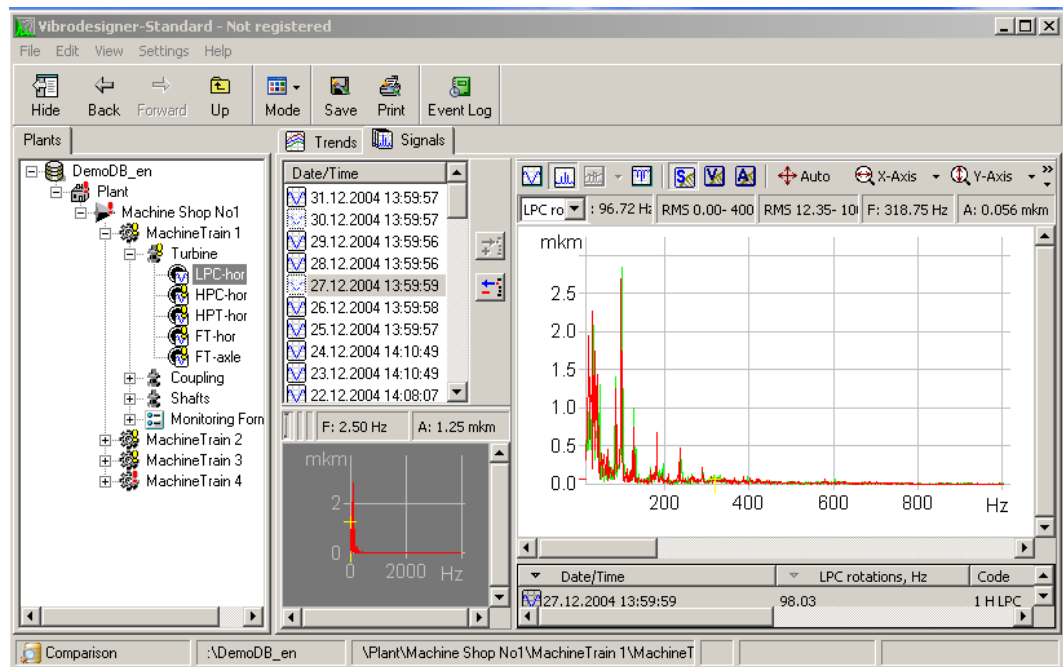 Vibrodesigner-Standard - Not registered
File Edit View Settings Help
Hide Back Forward Up Mode Save Print Event Log
Plants
Trends Signals
DemoDB_en
Plant
Machine Shop No1
MachineTrain 1
Turbine
LPC-hor
HPC-hor
HPT-hor
FT-hor
FT-axle
Coupling
Shafts
Monitoring Forn
MachineTrain 2
MachineTrain 3
MachineTrain 4
Date/Time
31.12.2004 13:59:57
30.12.2004 13:59:57
29.12.2004 13:59:56
28.12.2004 13:59:56
27.12.2004 13:59:59
26.12.2004 13:59:58
25.12.2004 13:59:57
24.12.2004 14:10:49
23.12.2004 14:10:49
22.12.2004 14:08:07
F: 2.50 Hz A: 1.25 mkm
mkm
2
0
0 2000 Hz
S V A Auto X-Axis Y-Axis »
LPC ro : 96.72 Hz RMS 0.00- 400 RMS 12.35- 10 F: 318.75 Hz A: 0.056 mkm
mkm
2.5
2.0
1.5
1.0
0.5
0.0
200 400 600 800 Hz
Date/Time LPC rotations, Hz Code
27.12.2004 13:59:59 98.03 1 H LPC
Comparison :\DemoDB_en \Plant\Machine Shop No1\MachineTrain 1\MachineT